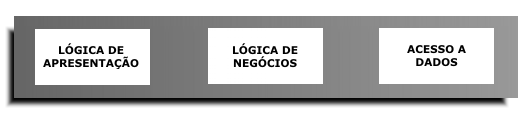 LÓGICA DE
APRESENTAÇÃO
LÓGICA DE
NEGÓCIOS
ACESSO A
DADOS